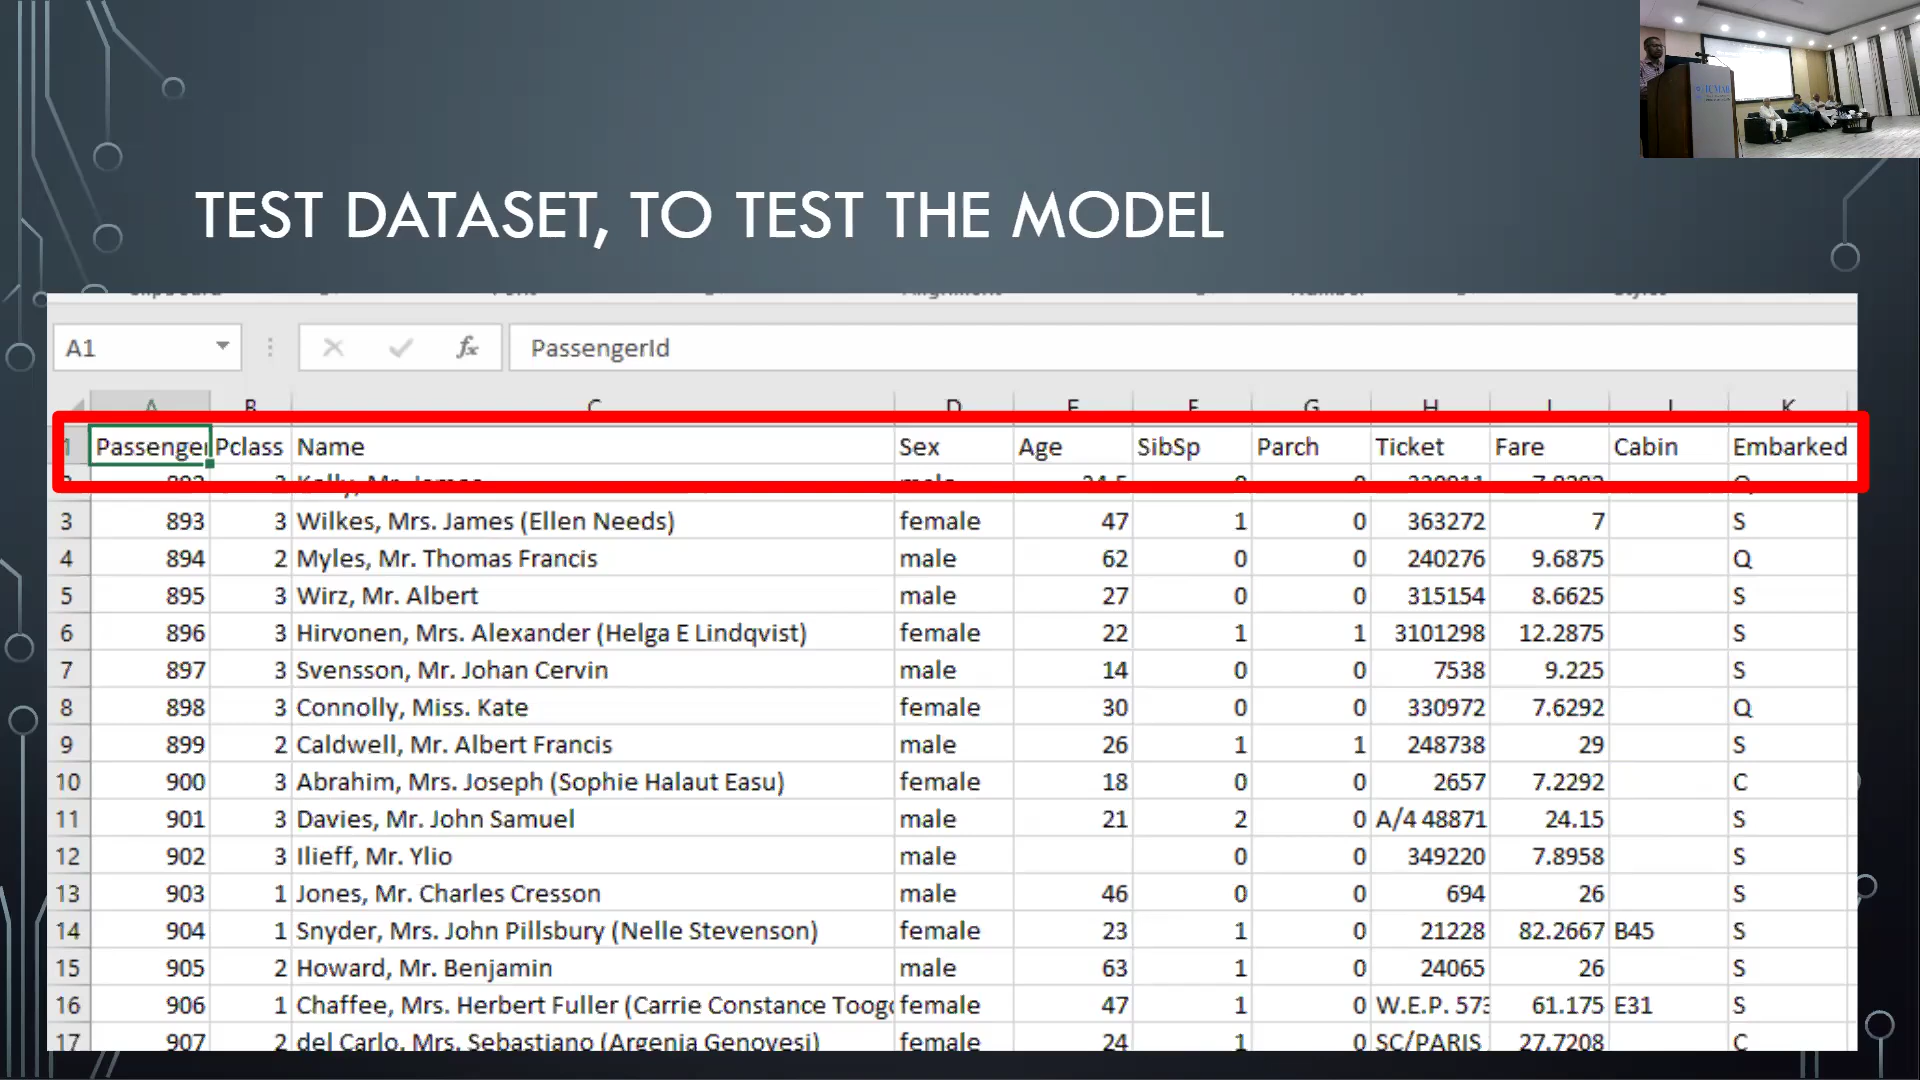 TEST DATASET, TO TEST THE MODEL
A1 fx PassengerId
A B C D E F G H I J K
1 Passenger Pclass Name Sex Age SibSp Parch Ticket Fare Cabin Embarked
3 893 3 Wilkes, Mrs. James (Ellen Needs) female 47 1 0 363272 7 S
4 894 2 Myles, Mr. Thomas Francis male 62 0 0 240276 9.6875 Q
5 895 3 Wirz, Mr. Albert male 27 0 0 315154 8.6625 S
6 896 3 Hirvonen, Mrs. Alexander (Helga E Lindqvist) female 22 1 1 3101298 12.2875 S
7 897 3 Svensson, Mr. Johan Cervin male 14 0 0 7538 9.225 S
8 898 3 Connolly, Miss. Kate female 30 0 0 330972 7.6292 Q
9 899 2 Caldwell, Mr. Albert Francis male 26 1 1 248738 29 S
10 900 3 Abrahim, Mrs. Joseph (Sophie Halaut Easu) female 18 0 0 2657 7.2292 C
11 901 3 Davies, Mr. John Samuel male 21 2 0 A/4 48871 24.15 S
12 902 3 Ilieff, Mr. Ylio male 0 0 349220 7.8958 S
13 903 1 Jones, Mr. Charles Cresson male 46 0 0 694 26 S
14 904 1 Snyder, Mrs. John Pillsbury (Nelle Stevenson) female 23 1 0 21228 82.2667 B45 S
15 905 2 Howard, Mr. Benjamin male 63 1 0 24065 26 S
16 906 1 Chaffee, Mrs. Herbert Fuller (Carrie Constance Toogo female 47 1 0 W.E.P. 573 61.175 E31 S
17 907 2 del Carlo, Mrs. Sebastiano (Argenia Genovesi) female 24 1 0 SC/PARIS 27.7208 C